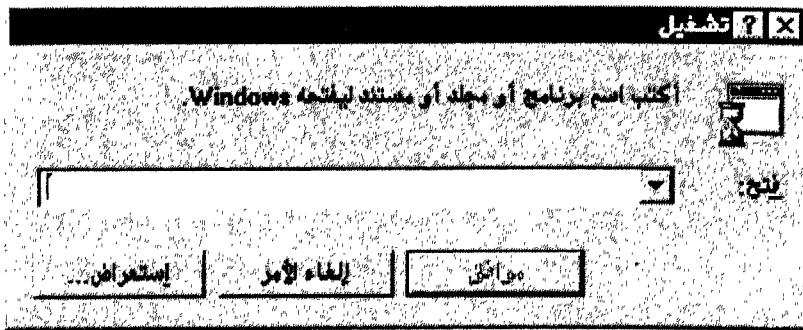 تشغيل
أكتب اسم برنامج أو مجلد أو مستند ليفتحه Windows.
فتح:
موافق إلغاء الأمر إستعراض...